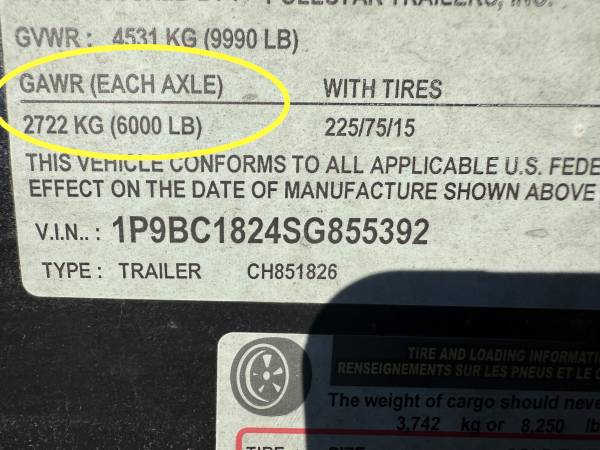 POLESTAR TRAILERS, INC.
GVWR : 4531 KG (9990 LB)
GAWR (EACH AXLE) WITH TIRES
2722 KG (6000 LB) 225/75/15
THIS VEHICLE CONFORMS TO ALL APPLICABLE U.S. FEDE
EFFECT ON THE DATE OF MANUFACTURE SHOWN ABOVE
V.I.N.. : 1P9BC1824SG855392
TYPE : TRAILER CH851826
TIRE AND LOADING INFORMATI
RENSEIGNEMENTS SUR LES PNEUS ET LE C
The weight of cargo should neve
3,742 kg or 8,250 lb